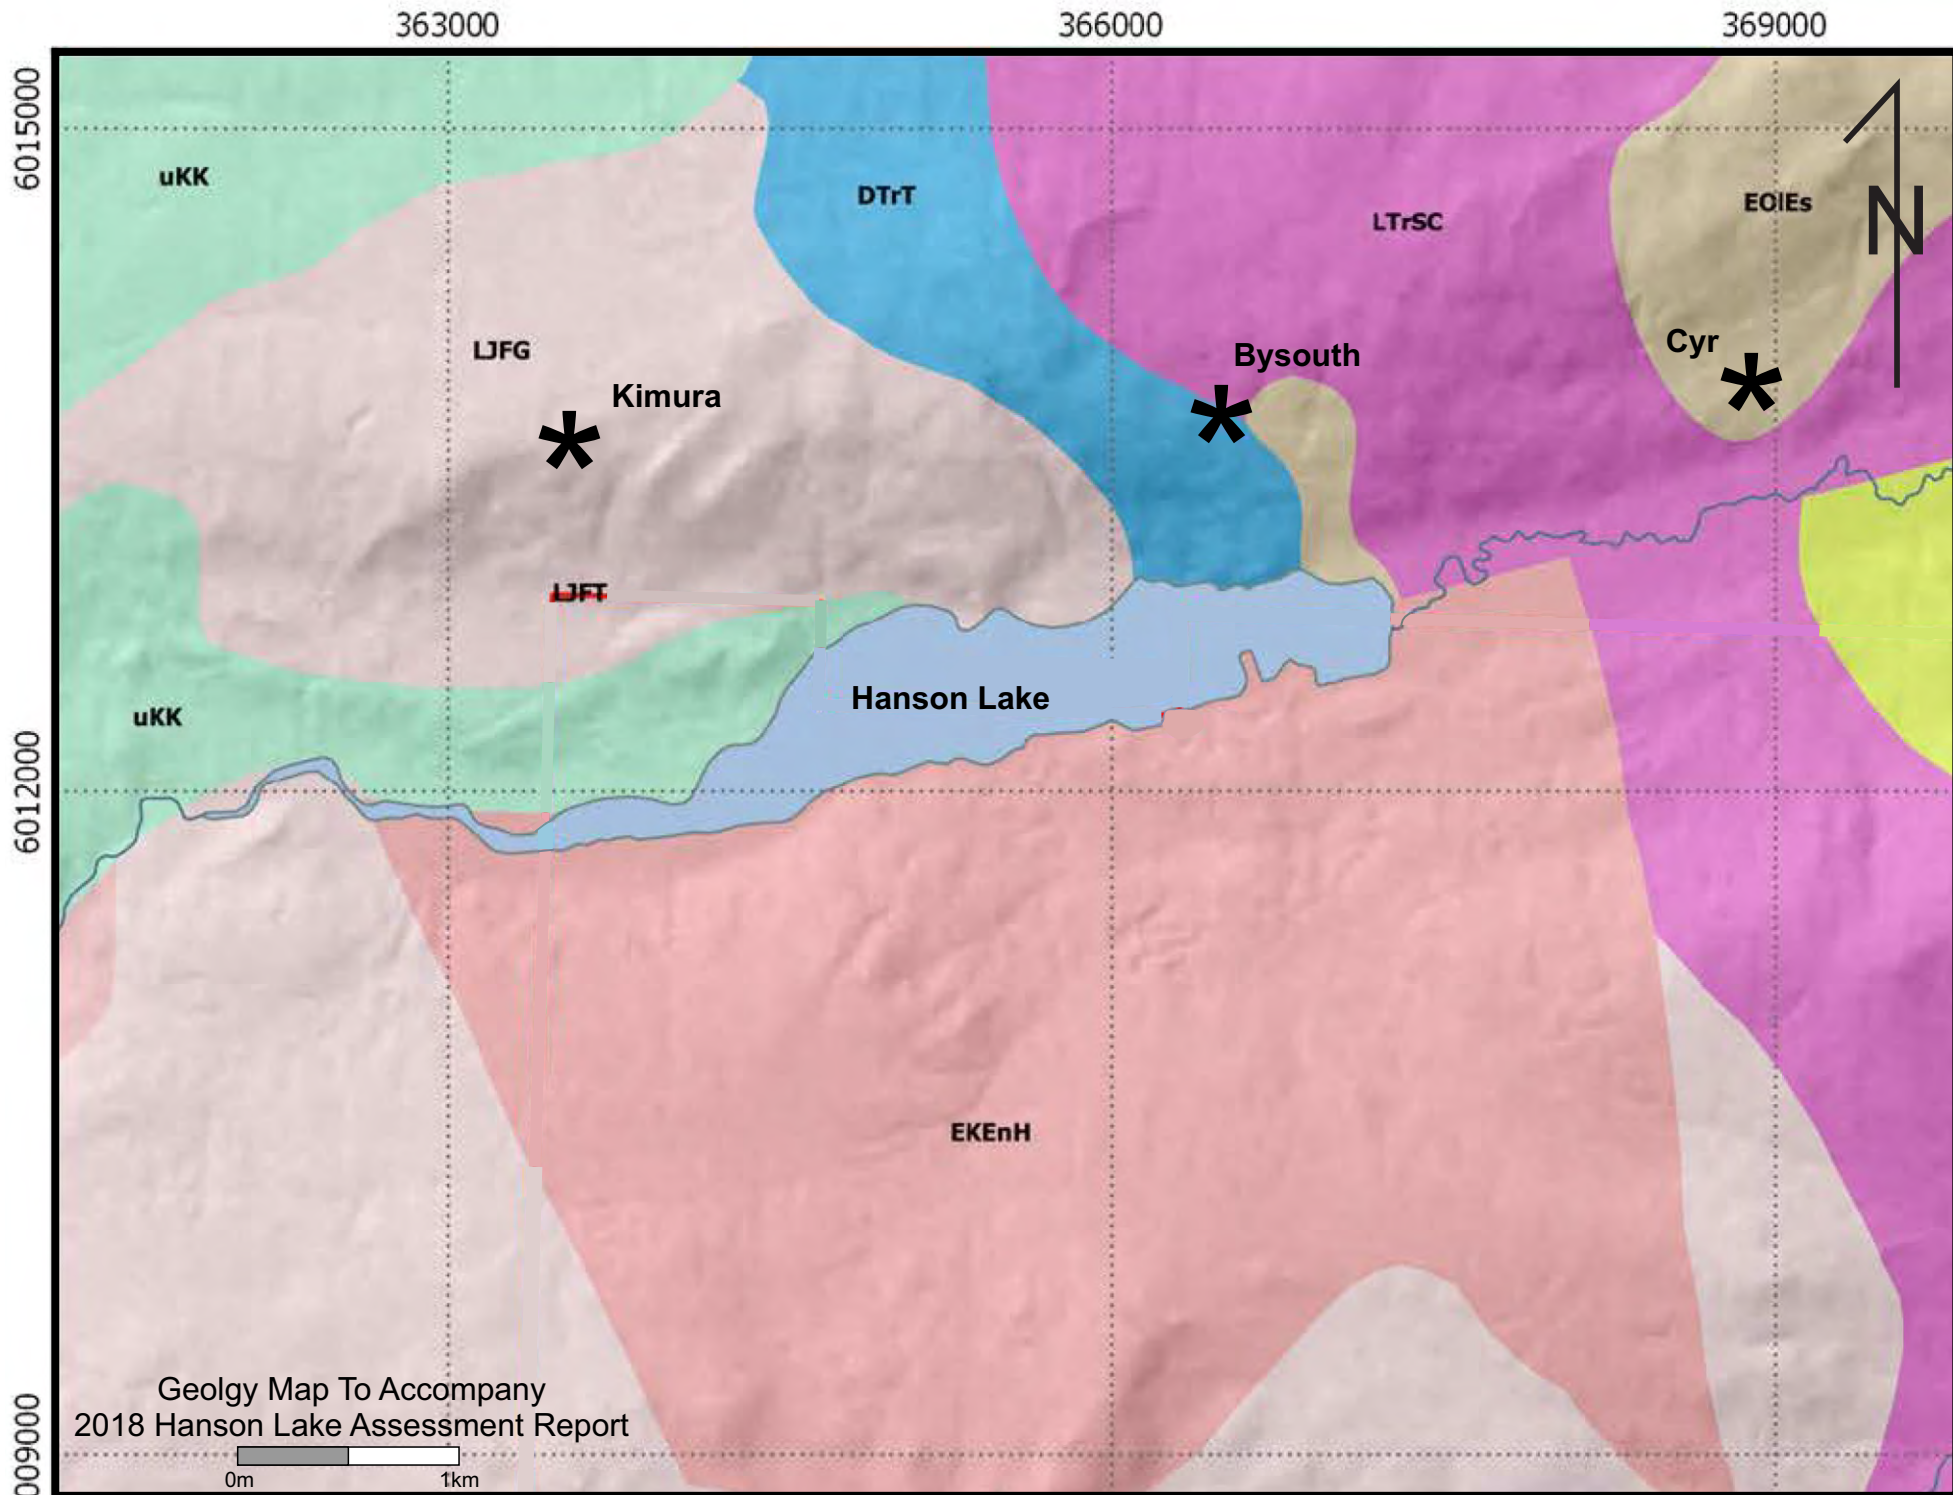 363000 366000 369000
6015000
uKK
DTrT
EOlEs
LTrSC
N
LJFG
Cyr
Bysouth
Kimura
LJFT
Hanson Lake
uKK
6012000
EKEnH
Geolgy Map To Accompany
2018 Hanson Lake Assessment Report
0m 1km